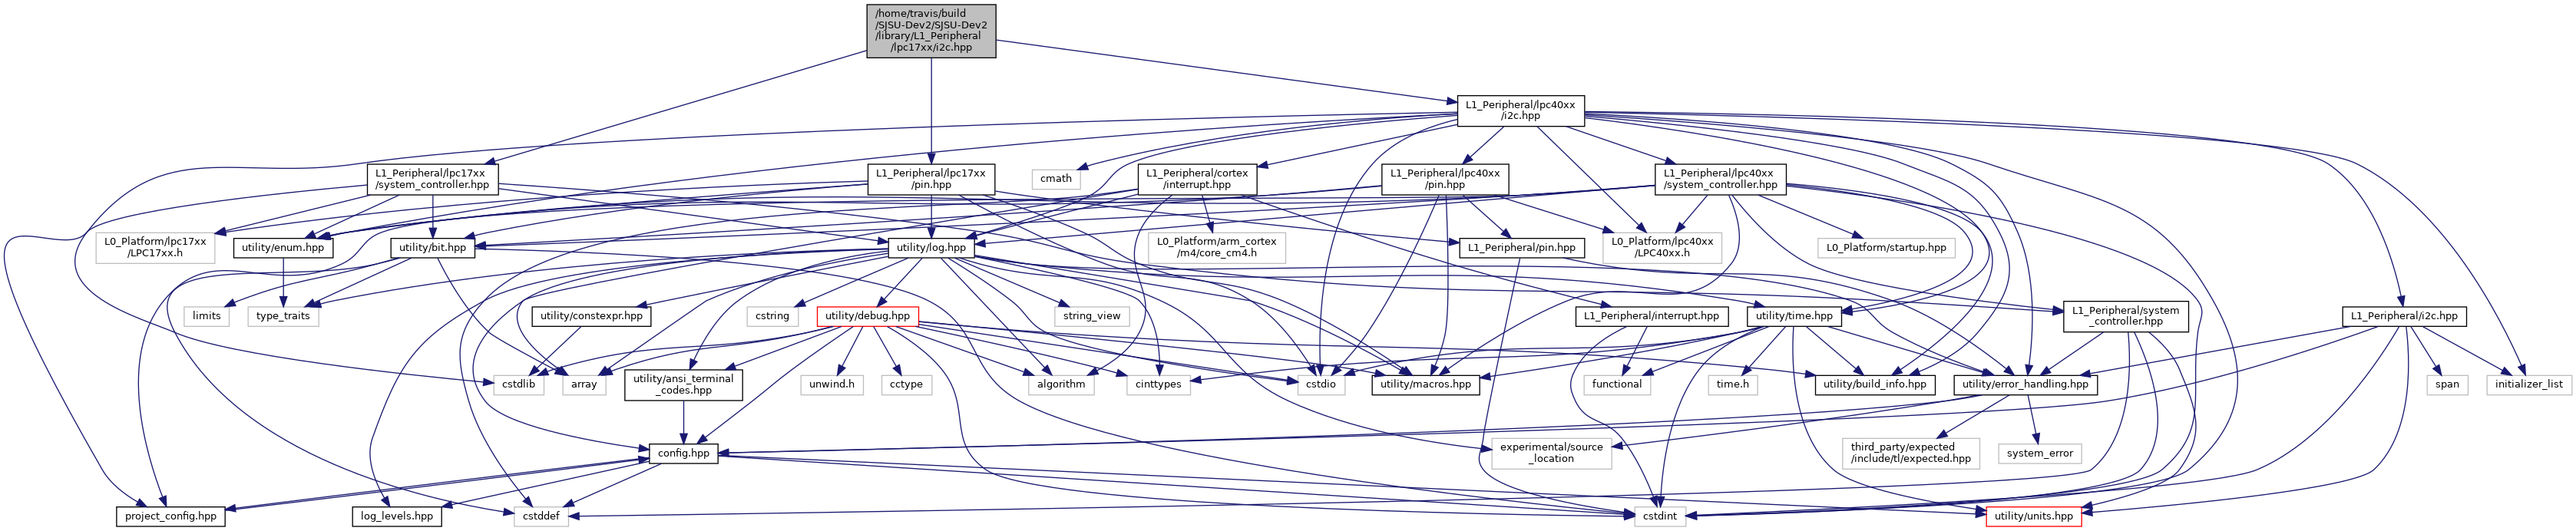 /home/travis/build
/SJSU-Dev2/SJSU-Dev2
/library/L1_Peripheral
/lpc17xx/i2c.hpp
L1_Peripheral/lpc40xx
/i2c.hpp
L1_Peripheral/lpc17xx
/system_controller.hpp
L1_Peripheral/lpc17xx
/pin.hpp
cmath
L1_Peripheral/cortex
/interrupt.hpp
L1_Peripheral/lpc40xx
/pin.hpp
L1_Peripheral/lpc40xx
/system_controller.hpp
L0_Platform/lpc17xx
/LPC17xx.h
utility/enum.hpp
utility/bit.hpp
utility/log.hpp
L0_Platform/arm_cortex
/m4/core_cm4.h
L1_Peripheral/pin.hpp
L0_Platform/lpc40xx
/LPC40xx.h
L0_Platform/startup.hpp
limits
type_traits
utility/constexpr.hpp
cstring
utility/debug.hpp
string_view
L1_Peripheral/interrupt.hpp
utility/time.hpp
L1_Peripheral/system
_controller.hpp
L1_Peripheral/i2c.hpp
cstdlib
array
utility/ansi_terminal
_codes.hpp
unwind.h
cctype
algorithm
cinttypes
cstdio
utility/macros.hpp
functional
time.h
utility/build_info.hpp
utility/error_handling.hpp
span
initializer_list
config.hpp
experimental/source
_location
third_party/expected
/include/tl/expected.hpp
system_error
project_config.hpp
log_levels.hpp
cstddef
cstdint
utility/units.hpp